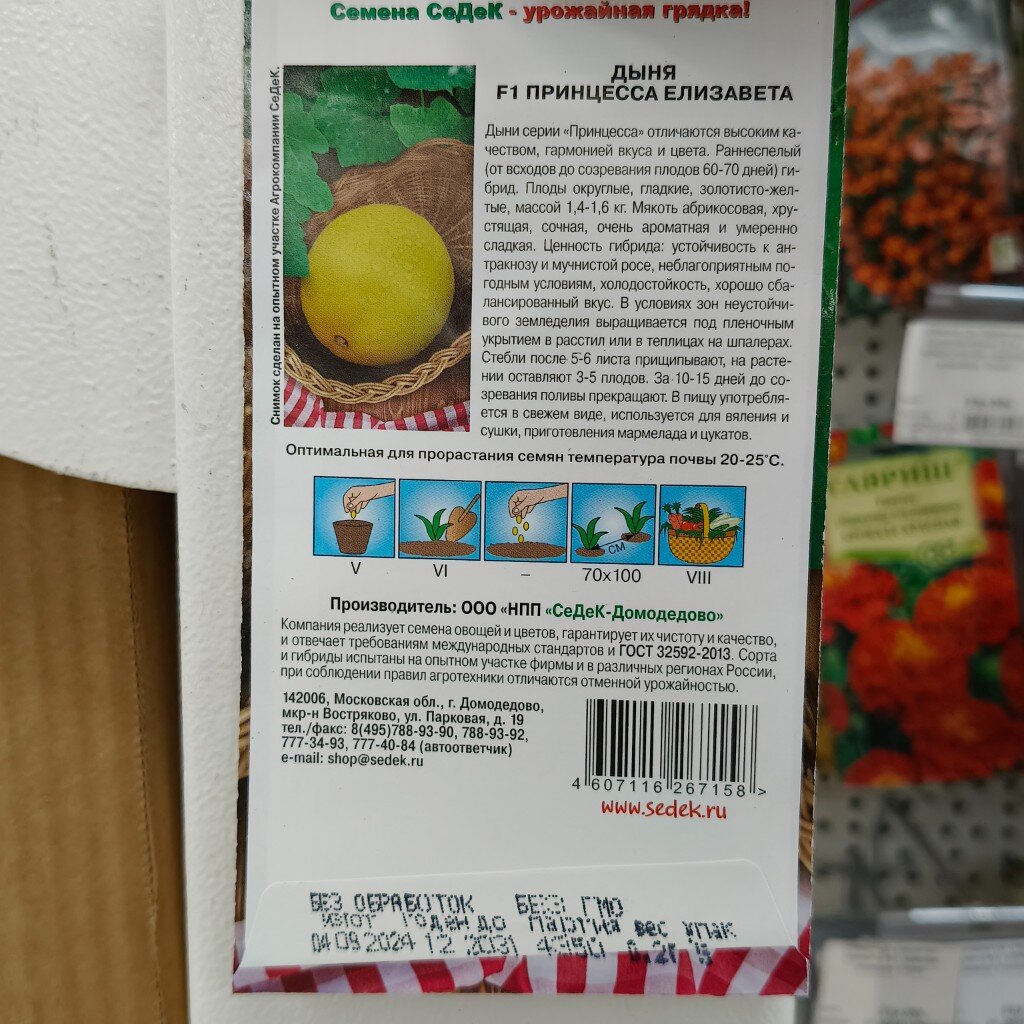 Семена СеДеК - урожайная грядка!
ДЫНЯ
F1 ПРИНЦЕССА ЕЛИЗАВЕТА
Снимок сделан на опытном участке Агрокомпании СеДеК.
Дыни серии «Принцесса» отличаются высоким ка-
чеством, гармонией вкуса и цвета. Раннеспелый
(от всходов до созревания плодов 60-70 дней) ги-
брид. Плоды округлые, гладкие, золотисто-жел-
тые, массой 1,4-1,6 кг. Мякоть абрикосовая, хру-
стящая, сочная, очень ароматная и умеренно
сладкая. Ценность гибрида: устойчивость к ан-
тракнозу и мучнистой росе, неблагоприятным по-
годным условиям, холодостойкость, хорошо сба-
лансированный вкус. В условиях зон неустойчи-
вого земледелия выращивается под пленочным
укрытием в расстил или в теплицах на шпалерах.
Стебли после 5-6 листа прищипывают, на расте-
нии оставляют 3-5 плодов. За 10-15 дней до со-
зревания поливы прекращают. В пищу употребля-
ется в свежем виде, используется для вяления и
сушки, приготовления мармелада и цукатов.
Оптимальная для прорастания семян температура почвы 20-25°С.
СМ
V VI – 70х100 VIII
Производитель: ООО «НПП «СеДеК-Домодедово»
Компания реализует семена овощей и цветов, гарантирует их чистоту и качество,
и отвечает требованиям международных стандартов и ГОСТ 32592-2013. Сорта
и гибриды испытаны на опытном участке фирмы и в различных регионах России,
при соблюдении правил агротехники отличаются отменной урожайностью.
142006, Московская обл., г. Домодедово,
мкр-н Востряково, ул. Парковая, д. 19
тел./факс: 8(495)788-93-90, 788-93-92,
777-34-93, 777-40-84 (автоответчик)
e-mail: shop@sedek.ru
4 607116 267158 >
www.sedek.ru
БЕЗ ОБРАБОТОК БЕЗ ГМО
изгот годен до партия вес упак
04 09 2024 12 2031 4350